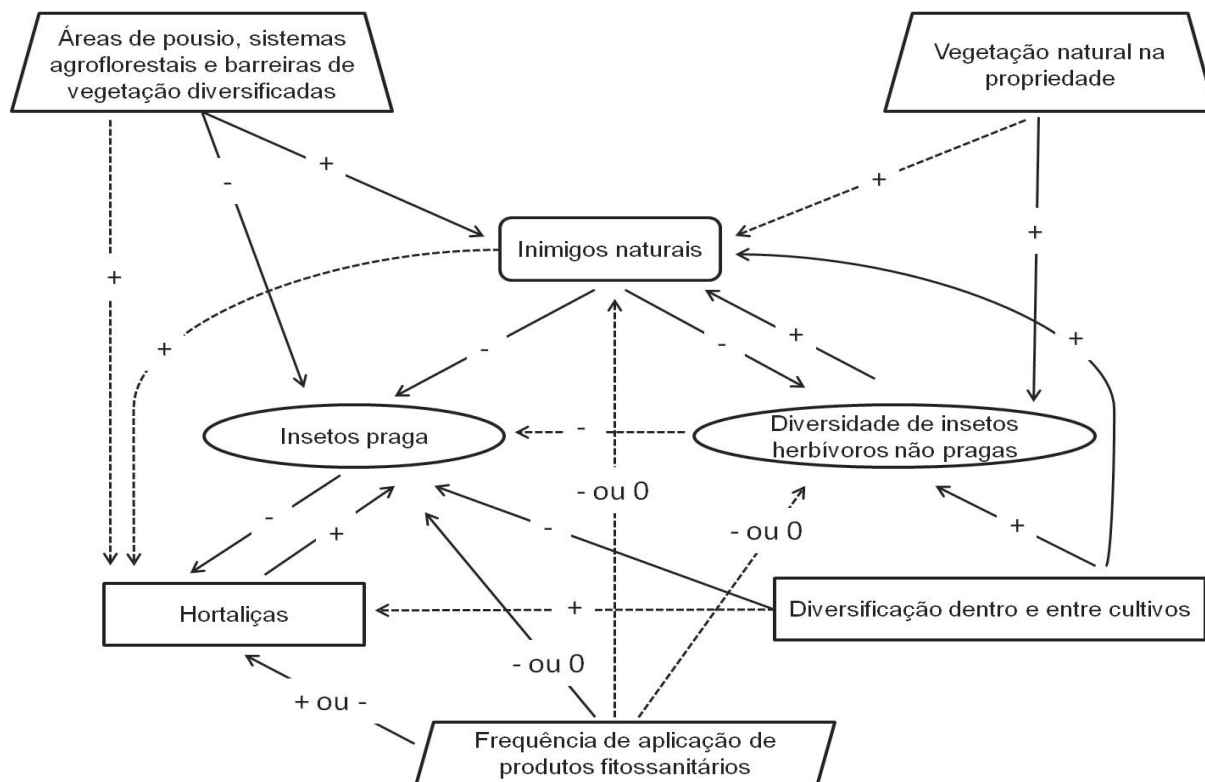 Áreas de pousio, sistemas
agroflorestais e barreiras de
vegetação diversificadas
Vegetação natural na
propriedade
+
-
+
+
+
Inimigos naturais
+
+
-
-
+
+
Insetos praga
-
Diversidade de insetos
herbívoros não pragas
- ou 0
-
+
-
- ou 0
+
Hortaliças
+
Diversificação dentro e entre cultivos
- ou 0
+ ou -
Frequência de aplicação de
produtos fitossanitários